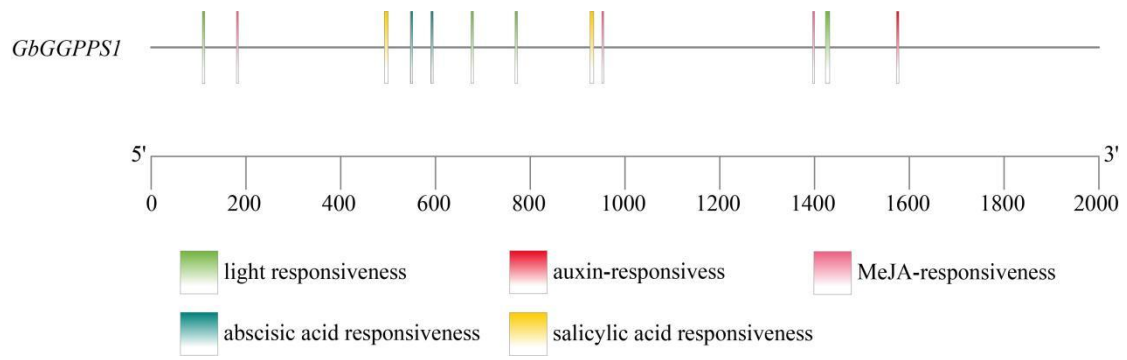 GbGGPPS1
5' 3'
0 200 400 600 800 1000 1200 1400 1600 1800 2000
light responsiveness auxin-responsivess MeJA-responsiveness
abscisic acid responsiveness salicylic acid responsiveness